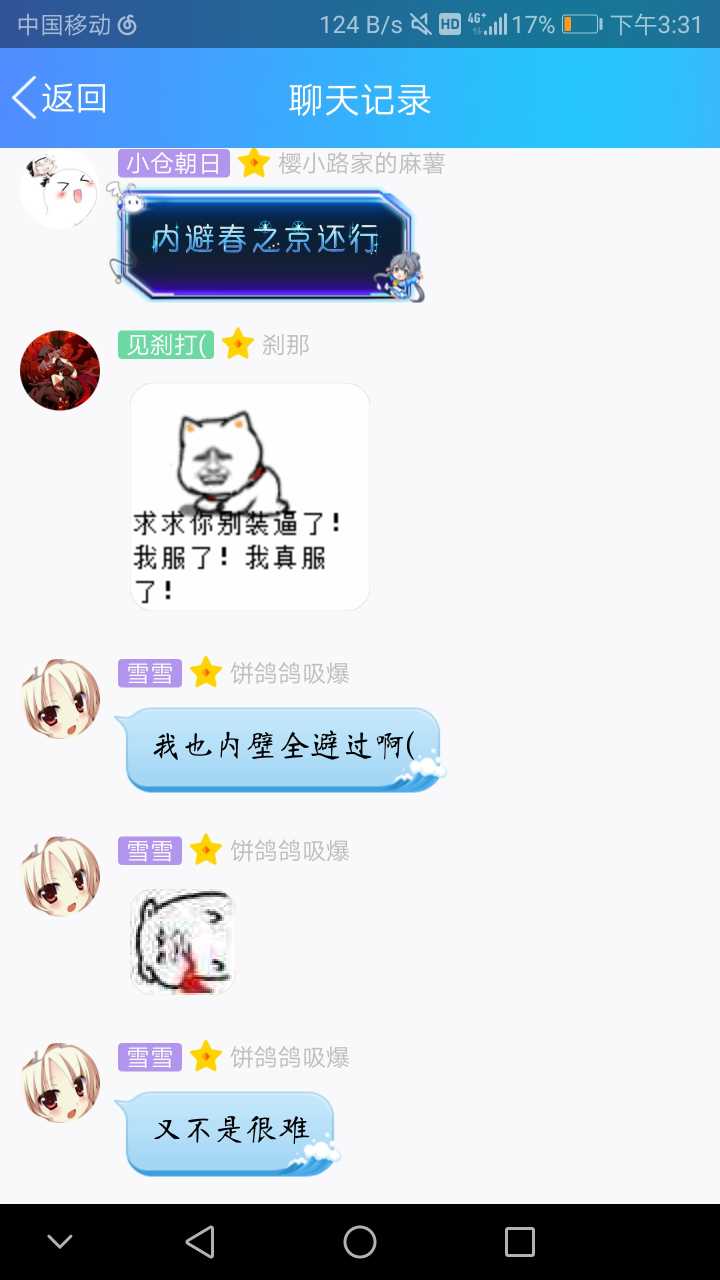 中国移动 124 B/s HD 4G+ 17% 下午3:31
返回 聊天记录
小仓朝日 樱小路家的麻薯
内避春之京还行
见刹打( 刹那
求求你别装逼了!
我服了! 我真服
了!
雪雪 饼鸽鸽吸爆
我也内壁全避过啊(
雪雪 饼鸽鸽吸爆
雪雪 饼鸽鸽吸爆
又不是很难